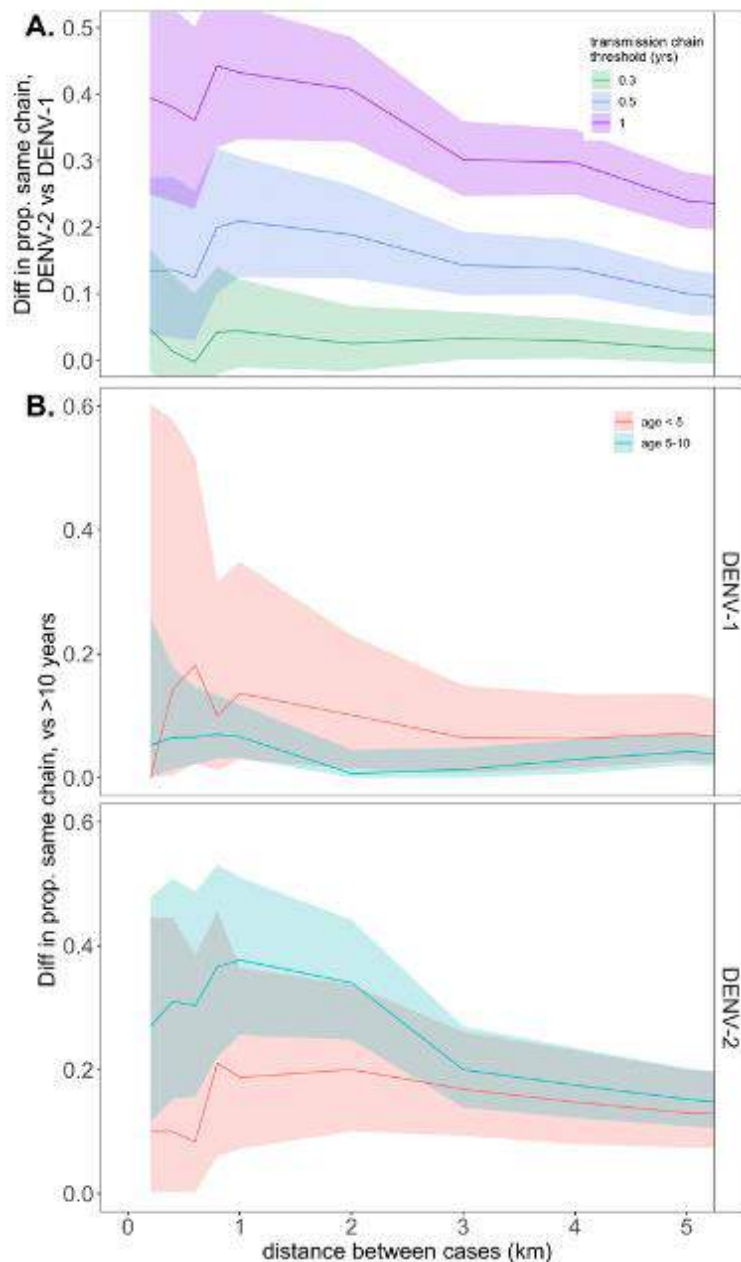 A.
Diff in prop. same chain,
DENV-2 vs DENV-1
0.5
0.4
0.3
0.2
0.1
0.0
transmission chain
threshold (yrs)
0.3
0.5
1
B.
Diff in prop. same chain, vs >10 years
0.6
0.4
0.2
0.0
age < 5
age 5-10
DENV-1
0.6
0.4
0.2
0.0
DENV-2
0
1
2
3
4
5
distance between cases (km)